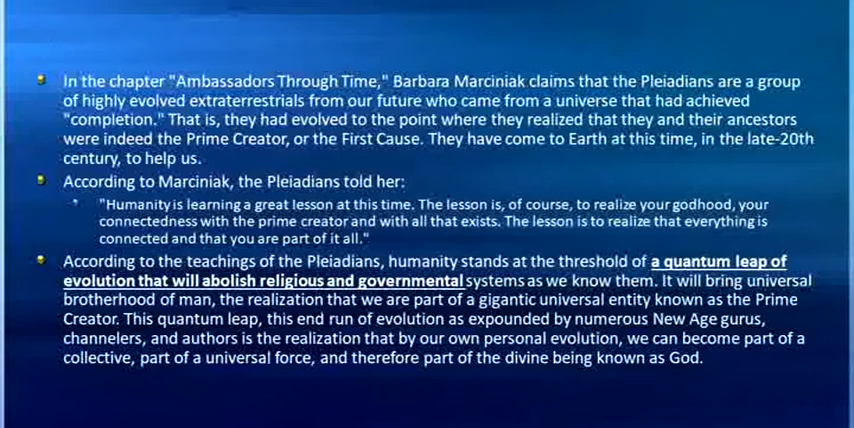 In the chapter "Ambassadors Through Time," Barbara Marciniak claims that the Pleiadians are a group
of highly evolved extraterrestrials from our future who came from a universe that had achieved
"completion." That is, they had evolved to the point where they realized that they and their ancestors
were indeed the Prime Creator, or the First Cause. They have come to Earth at this time, in the late-20th
century, to help us.
According to Marciniak, the Pleiadians told her:
"Humanity is learning a great lesson at this time. The lesson is, of course, to realize your godhood, your
connectedness with the prime creator and with all that exists. The lesson is to realize that everything is
connected and that you are part of it all."
According to the teachings of the Pleiadians, humanity stands at the threshold of a quantum leap of
evolution that will abolish religious and governmental systems as we know them. It will bring universal
brotherhood of man, the realization that we are part of a gigantic universal entity known as the Prime
Creator. This quantum leap, this end run of evolution as expounded by numerous New Age gurus,
channelers, and authors is the realization that by our own personal evolution, we can become part of a
collective, part of a universal force, and therefore part of the divine being known as God.